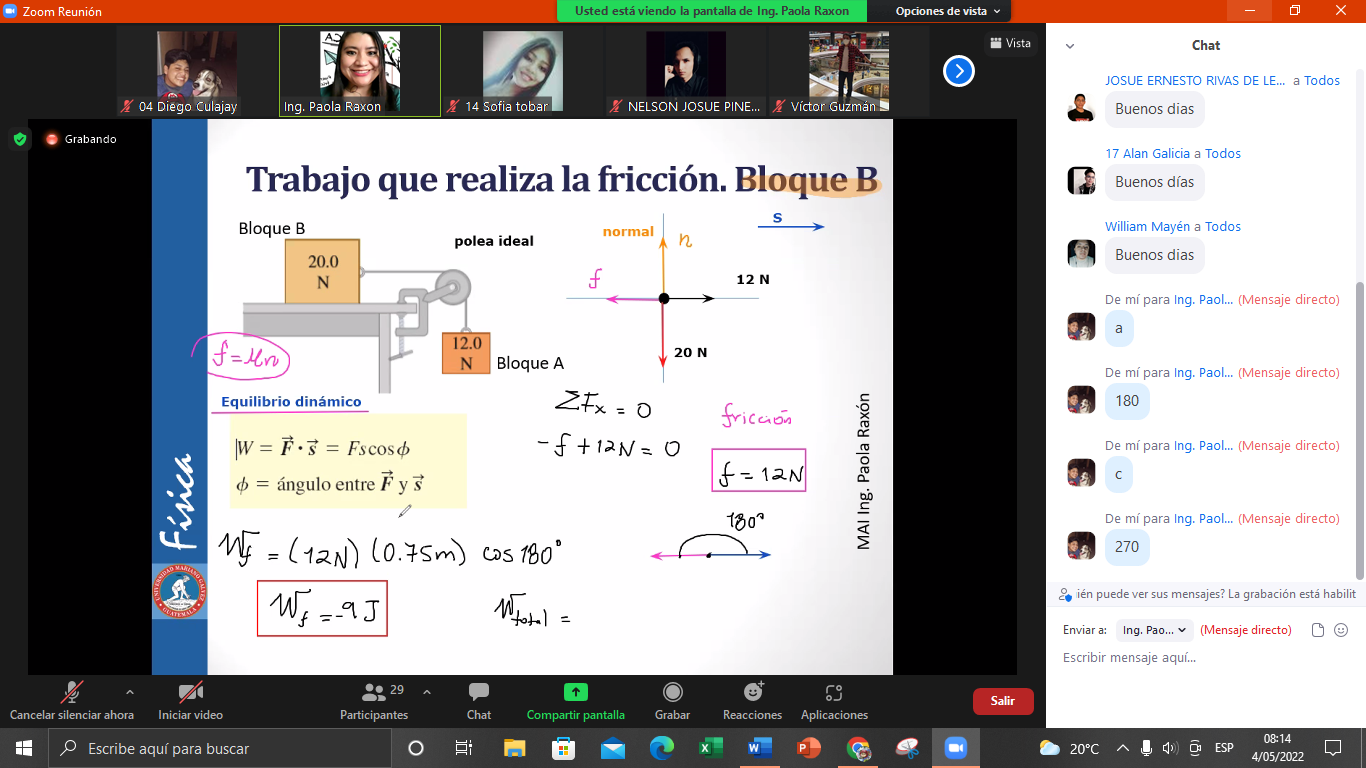 Zoom Reunión
Usted está viendo la pantalla de Ing. Paola Raxon
Opciones de vista
04 Diego Culajay
Ing. Paola Raxon
14 Sofia tobar
NELSON JOSUE PINE...
Víctor Guzmán
Vista
Grabando
Trabajo que realiza la fricción. Bloque B
Bloque B
20.0
N
polea ideal
12.0
N
Bloque A
f = μn
normal
n
S
f
12 N
20 N
Equilibrio dinámico
W = F⃗ • s⃗ = Fs cos ϕ
ϕ = ángulo entre F⃗ y s⃗
ΣFx = 0
- f + 12N = 0
fricción
f = 12N
180°
Wf = (12N) (0.75m) cos 180°
Wf = -9 J
Wtotal =
Física
UNIVERSIDAD MARIANO GALVEZ
GUATEMALA
MAI Ing. Paola Raxón
Chat
JOSUE ERNESTO RIVAS DE LE... a Todos
Buenos dias
17 Alan Galicia a Todos
Buenos días
William Mayén a Todos
Buenos dias
De mí para Ing. Paol... (Mensaje directo)
a
De mí para Ing. Paol... (Mensaje directo)
180
De mí para Ing. Paol... (Mensaje directo)
c
De mí para Ing. Paol... (Mensaje directo)
270
ién puede ver sus mensajes? La grabación está habilit
Enviar a: Ing. Pao... (Mensaje directo)
Escribir mensaje aquí...
Cancelar silenciar ahora
Iniciar video
Participantes
29
Chat
Compartir pantalla
Grabar
Reacciones
Aplicaciones
Salir
Escribe aquí para buscar
20°C
ESP
08:14
4/05/2022